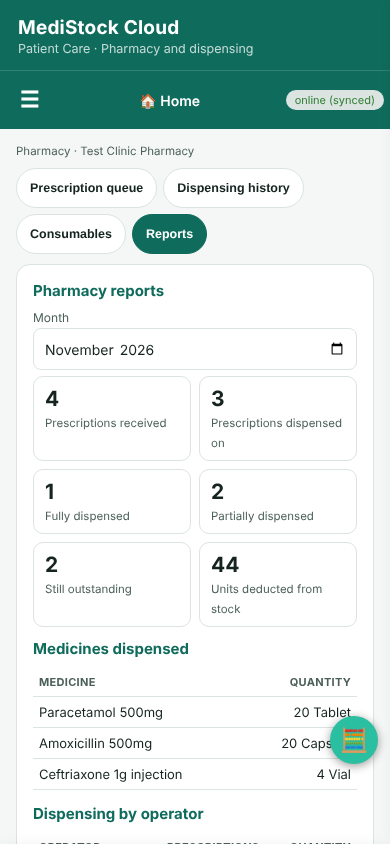 MediStock Cloud
Patient Care · Pharmacy and dispensing
Home
online (synced)
Pharmacy · Test Clinic Pharmacy
Prescription queue
Dispensing history
Consumables
Reports
Pharmacy reports
Month
November 2026
4
Prescriptions received
3
Prescriptions dispensed
on
1
Fully dispensed
2
Partially dispensed
2
Still outstanding
44
Units deducted from
stock
Medicines dispensed
MEDICINE QUANTITY
Paracetamol 500mg 20 Tablet
Amoxicillin 500mg 20
Ceftriaxone 1g injection 4 Vial
Dispensing by operator